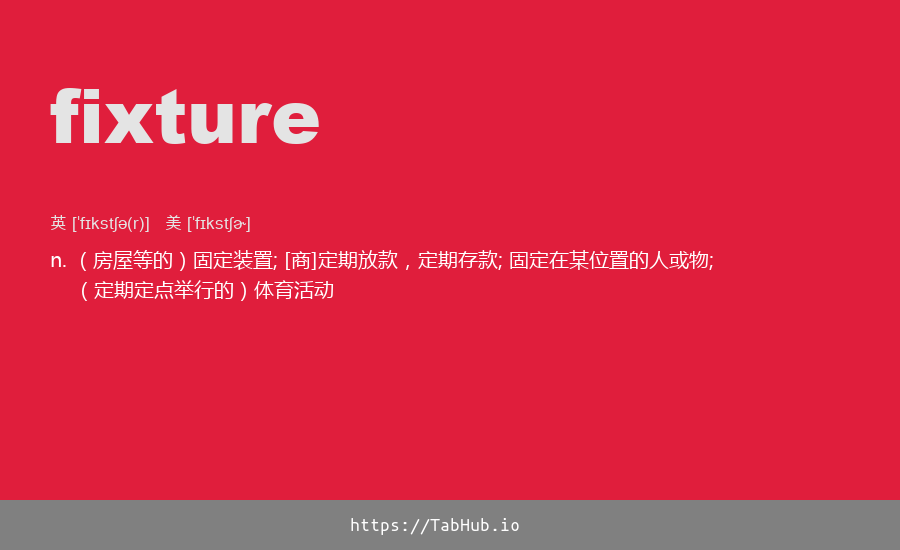 fixture
英 [ˈfɪkstʃə(r)] 美 [ˈfɪkstʃɚ]
n. （房屋等的）固定装置; [商]定期放款，定期存款; 固定在某位置的人或物;
（定期定点举行的）体育活动
https://TabHub.io